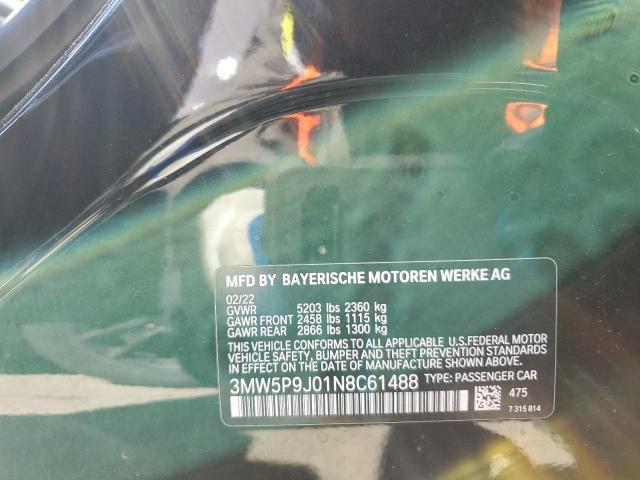 MFD BY BAYERISCHE MOTOREN WERKE AG
02/22
GVWR 5203 lbs 2360 kg
GAWR FRONT 2458 lbs 1115 kg
GAWR REAR 2866 lbs 1300 kg
THIS VEHICLE CONFORMS TO ALL APPLICABLE U.S.FEDERAL MOTOR
VEHICLE SAFETY, BUMPER, AND THEFT PREVENTION STANDARDS
IN EFFECT ON THE DATE OF MANUFACTURE SHOWN ABOVE.
3MW5P9J01N8C61488 TYPE: PASSENGER CAR
475
7 315 814